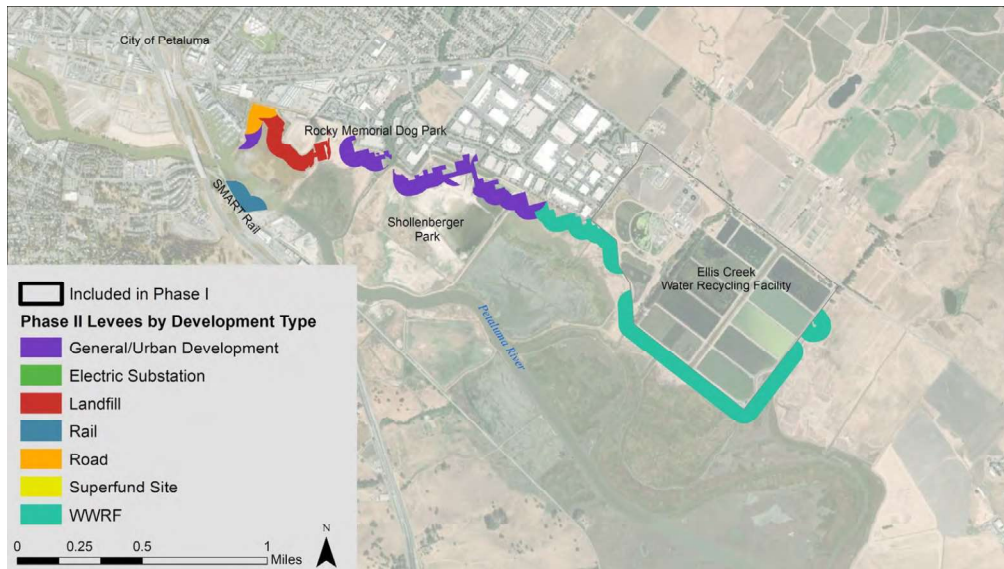 City of Petaluma
Rocky Memorial Dog Park
SMART Rail
Shollenberger
Park
Ellis Creek
Water Recycling Facility
Petaluma River
Included in Phase I
Phase II Levees by Development Type
General/Urban Development
Electric Substation
Landfill
Rail
Road
Superfund Site
WWRF
N
0 0.25 0.5 1
Miles